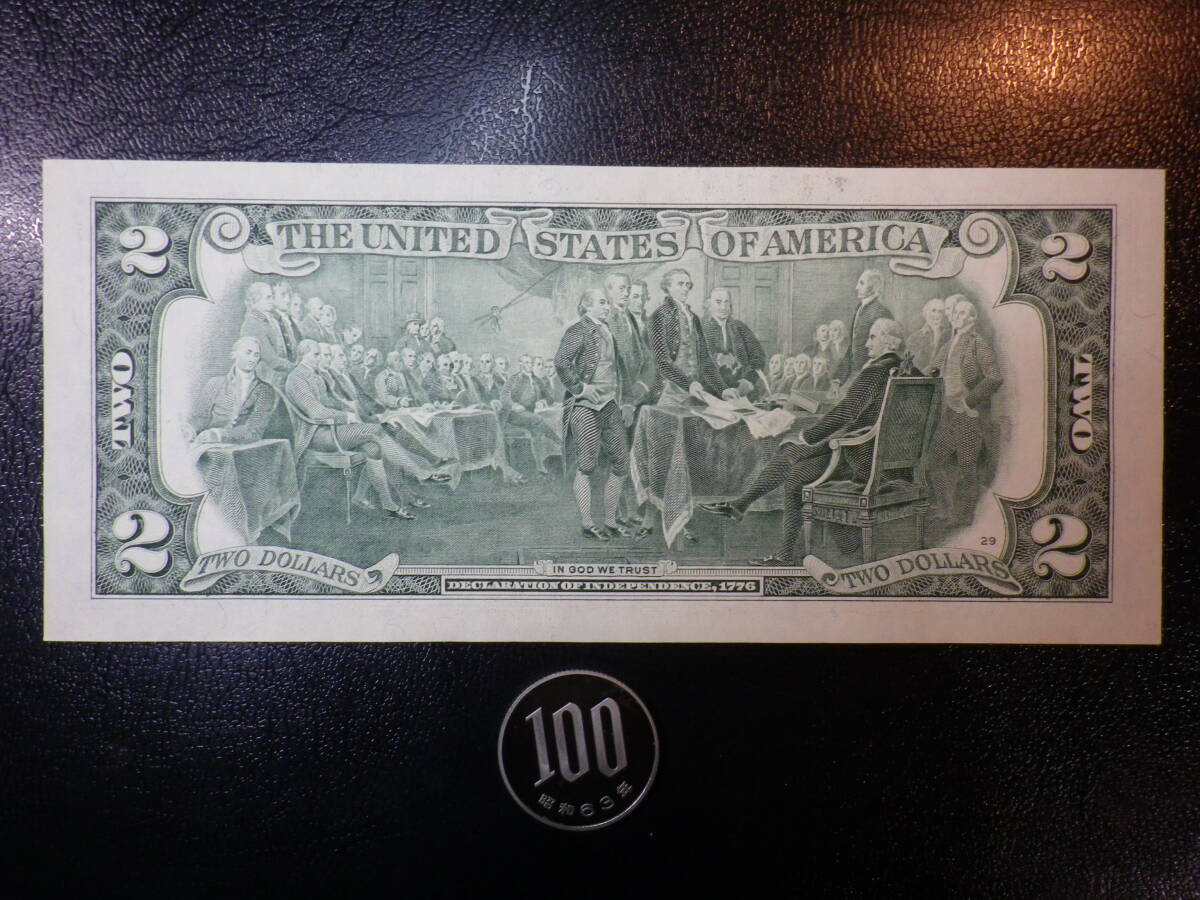 2 2
THE UNITED STATES OF AMERICA
TWO TWO
2 2
29
TWO DOLLARS TWO DOLLARS
IN GOD WE TRUST
DECLARATION OF INDEPENDENCE, 1776
100
昭和63年